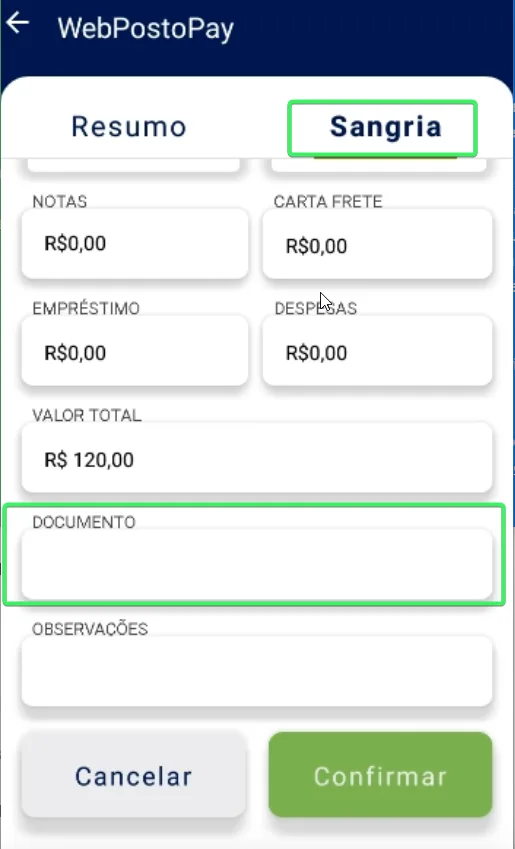 WebPostoPay
Resumo
Sangria
NOTAS
CARTA FRETE
R$0,00
R$0,00
EMPRÉSTIMO
DESPESAS
R$0,00
R$0,00
VALOR TOTAL
R$ 120,00
DOCUMENTO
OBSERVAÇÕES
Cancelar
Confirmar